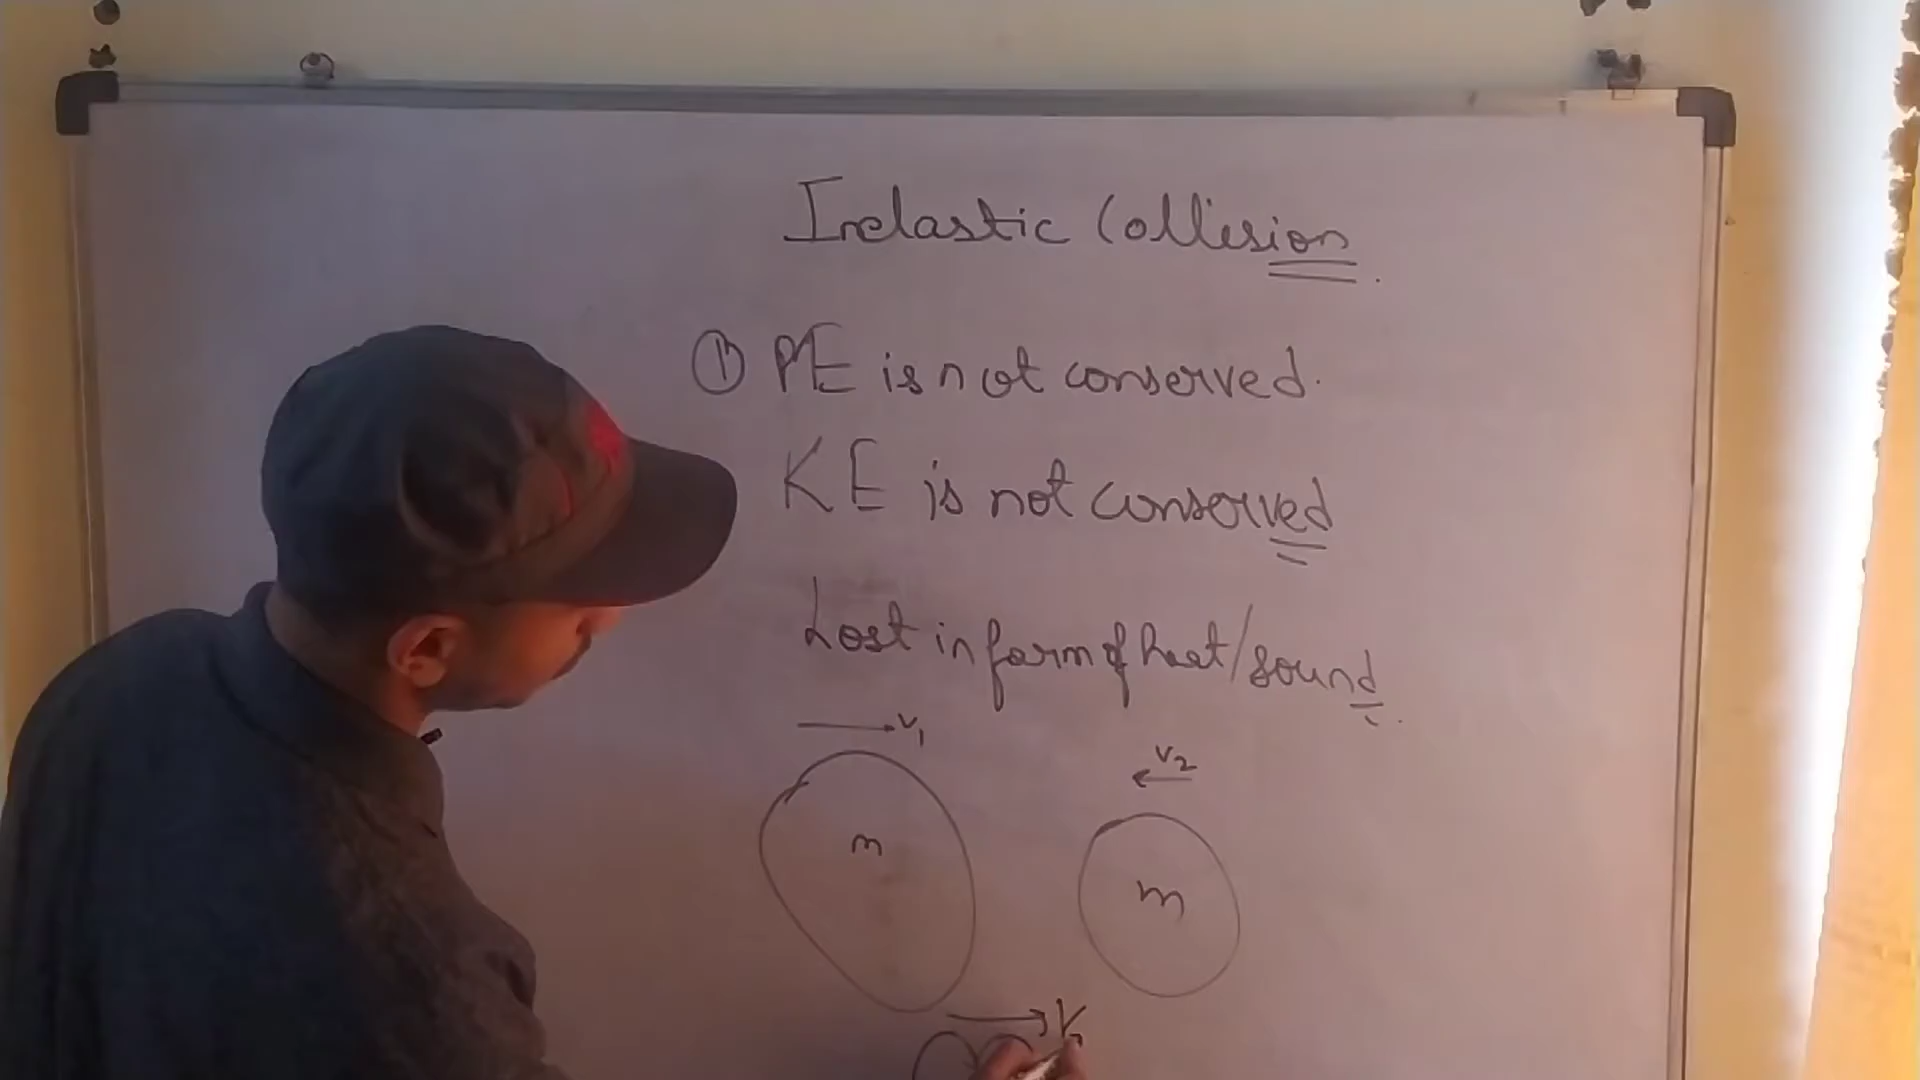 Inelastic Collision
① PE is not conserved.
KE is not conserved
Lost in form of heat/sound.
v₁
v₂
m
m
V